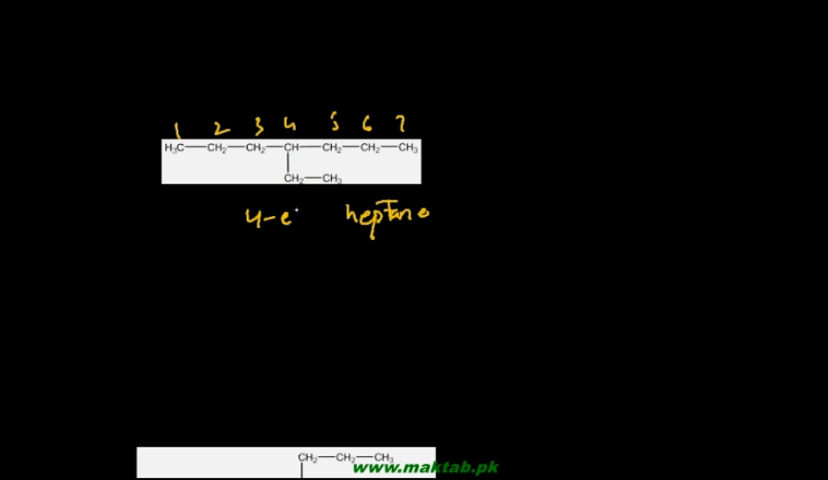 1 2 3 4 5 6 7
H₃C—CH₂—CH₂—CH—CH₂—CH₂—CH₃
CH₂—CH₃
4-e heptane
CH₂—CH₂—CH₃
www.maktab.pk